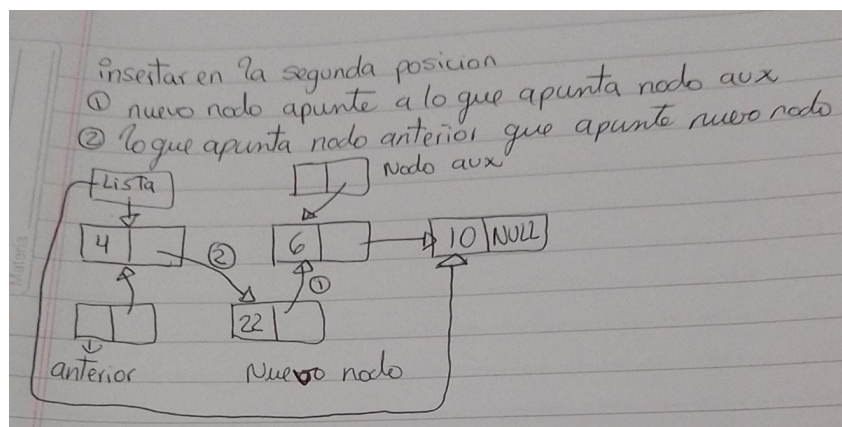 insertar en la segunda posicion
① nuevo nodo apunte a lo que apunta nodo aux
② lo que apunta nodo anterior que apunte nuevo nodo
Lista
Nodo aux
4
②
6
10 NULL
①
22
anterior
Nuevo nodo
Materia